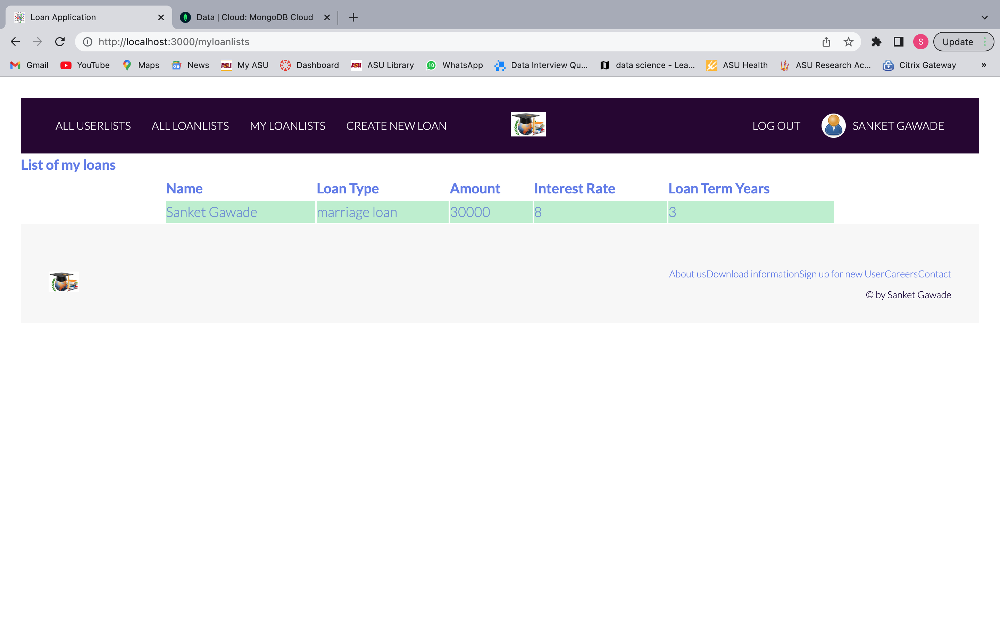 Loan Application
Data | Cloud: MongoDB Cloud
http://localhost:3000/myloanlists
S
Update
Gmail YouTube Maps News My ASU Dashboard ASU Library WhatsApp Data Interview Qu... data science - Lea... ASU Health ASU Research Ac... Citrix Gateway »
ALL USERLISTS ALL LOANLISTS MY LOANLISTS CREATE NEW LOAN LOG OUT SANKET GAWADE
List of my loans
Name Loan Type Amount Interest Rate Loan Term Years
Sanket Gawade marriage loan 30000 8 3
About usDownload informationSign up for new UserCareersContact
© by Sanket Gawade